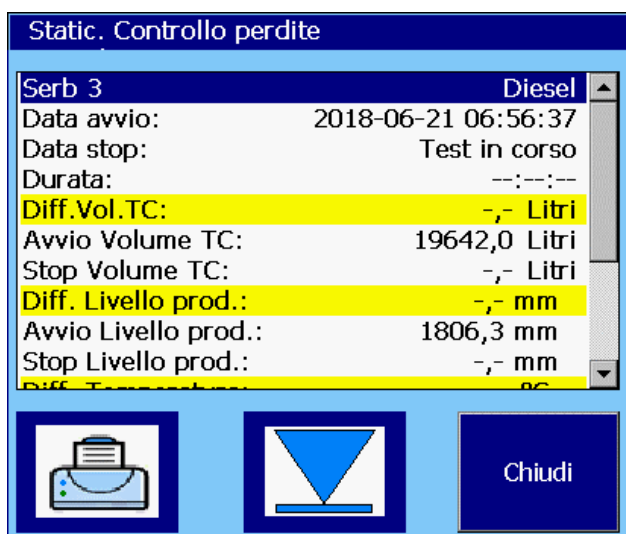 Static. Controllo perdite
Serb 3 Diesel
Data avvio: 2018-06-21 06:56:37
Data stop: Test in corso
Durata: --:--:--
Diff.Vol.TC: -,- Litri
Avvio Volume TC: 19642,0 Litri
Stop Volume TC: -,- Litri
Diff. Livello prod.: -,- mm
Avvio Livello prod.: 1806,3 mm
Stop Livello prod.: -,- mm
Chiudi